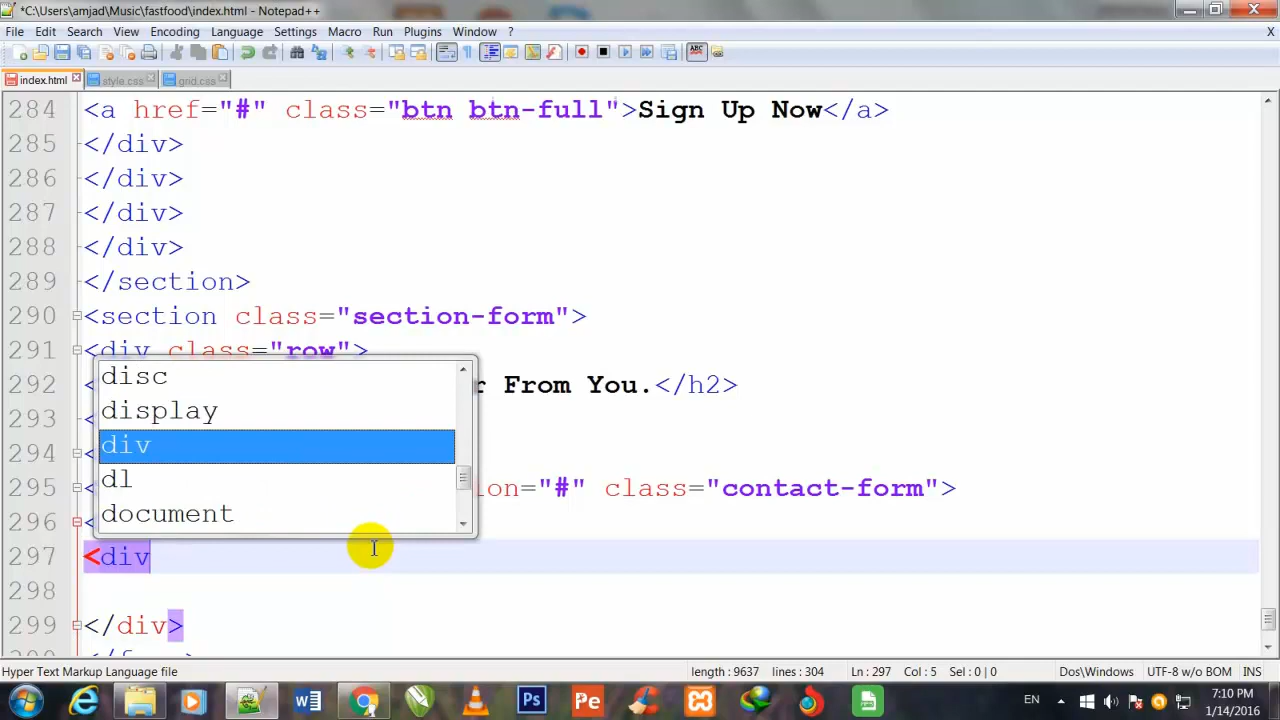 *C:\Users\amjad\Music\fastfood\index.html - Notepad++
File Edit Search View Encoding Language Settings Macro Run Plugins Window ? X
index.html style.css grid.css
284 <a href="#" class="btn btn-full">Sign Up Now</a>
285 </div>
286 </div>
287 </div>
288 </div>
289 </section>
290 <section class="section-form">
291 <div class="row">
292 < r From You.</h2>
293 <
294 <
295 < ion="#" class="contact-form">
296 <
297 <div
298
299 </div>
disc
display
div
dl
document
Hyper Text Markup Language file length : 9637 lines : 304 Ln : 297 Col : 5 Sel : 0 | 0 Dos\Windows UTF-8 w/o BOM INS
Ps Pe EN 7:10 PM
1/14/2016